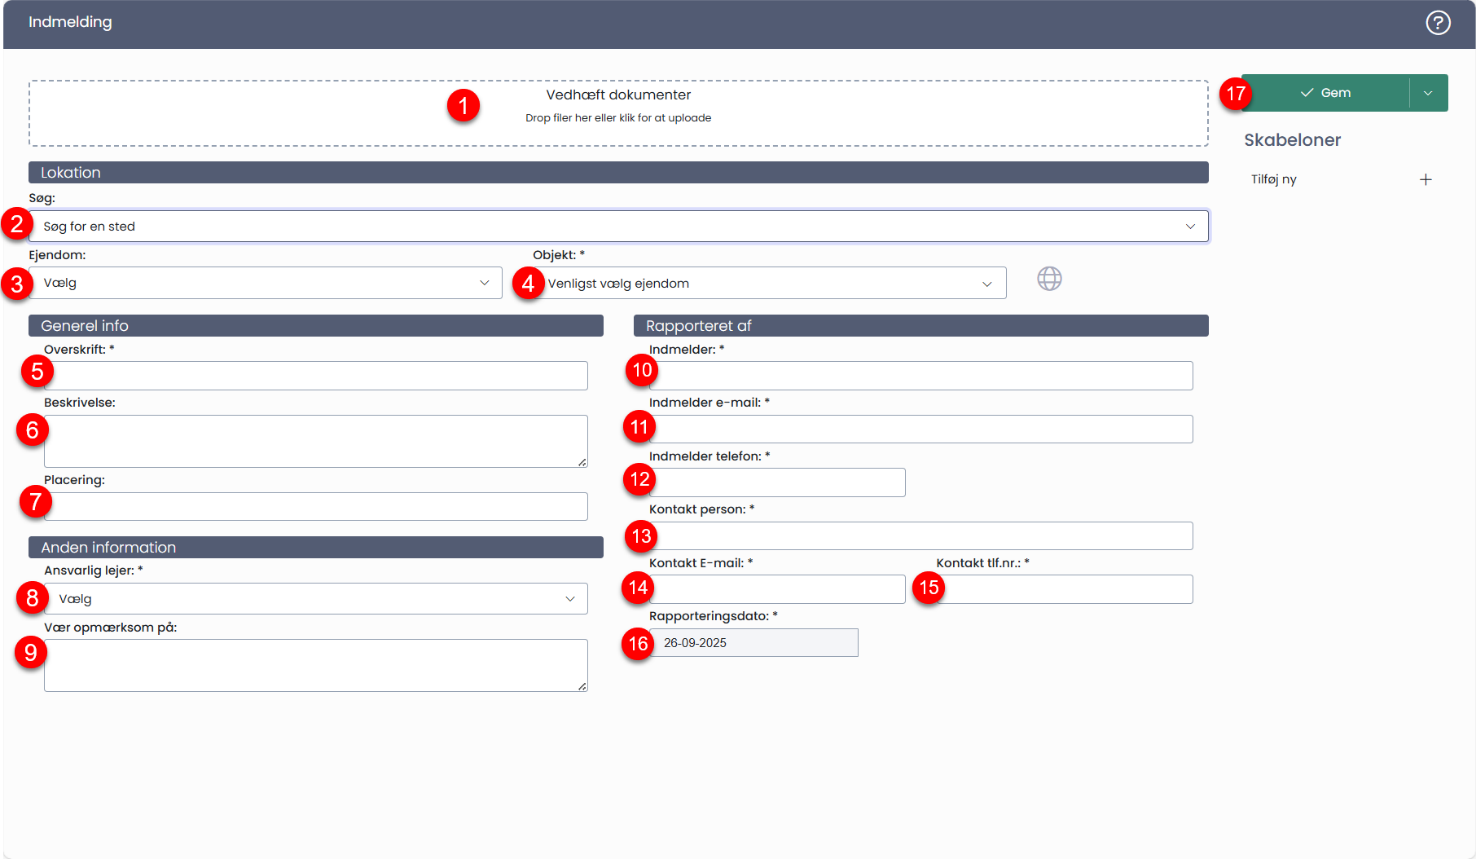 Indmelding
?
1
Vedhæft dokumenter
Drop filer her eller klik for at uploade
17
Gem
Skabeloner
Tilføj ny
Lokation
Søg:
2
Søg for en sted
Ejendom:
Objekt: *
3
Vælg
4
Venligst vælg ejendom
Generel info
Overskrift: *
5
Beskrivelse:
6
Placering:
7
Anden information
Ansvarlig lejer: *
8
Vælg
Vær opmærksom på:
9
Rapporteret af
Indmelder: *
10
Indmelder e-mail: *
11
Indmelder telefon: *
12
Kontakt person: *
13
Kontakt E-mail: *
Kontakt tlf.nr.: *
14
15
Rapporteringsdato: *
16
26-09-2025